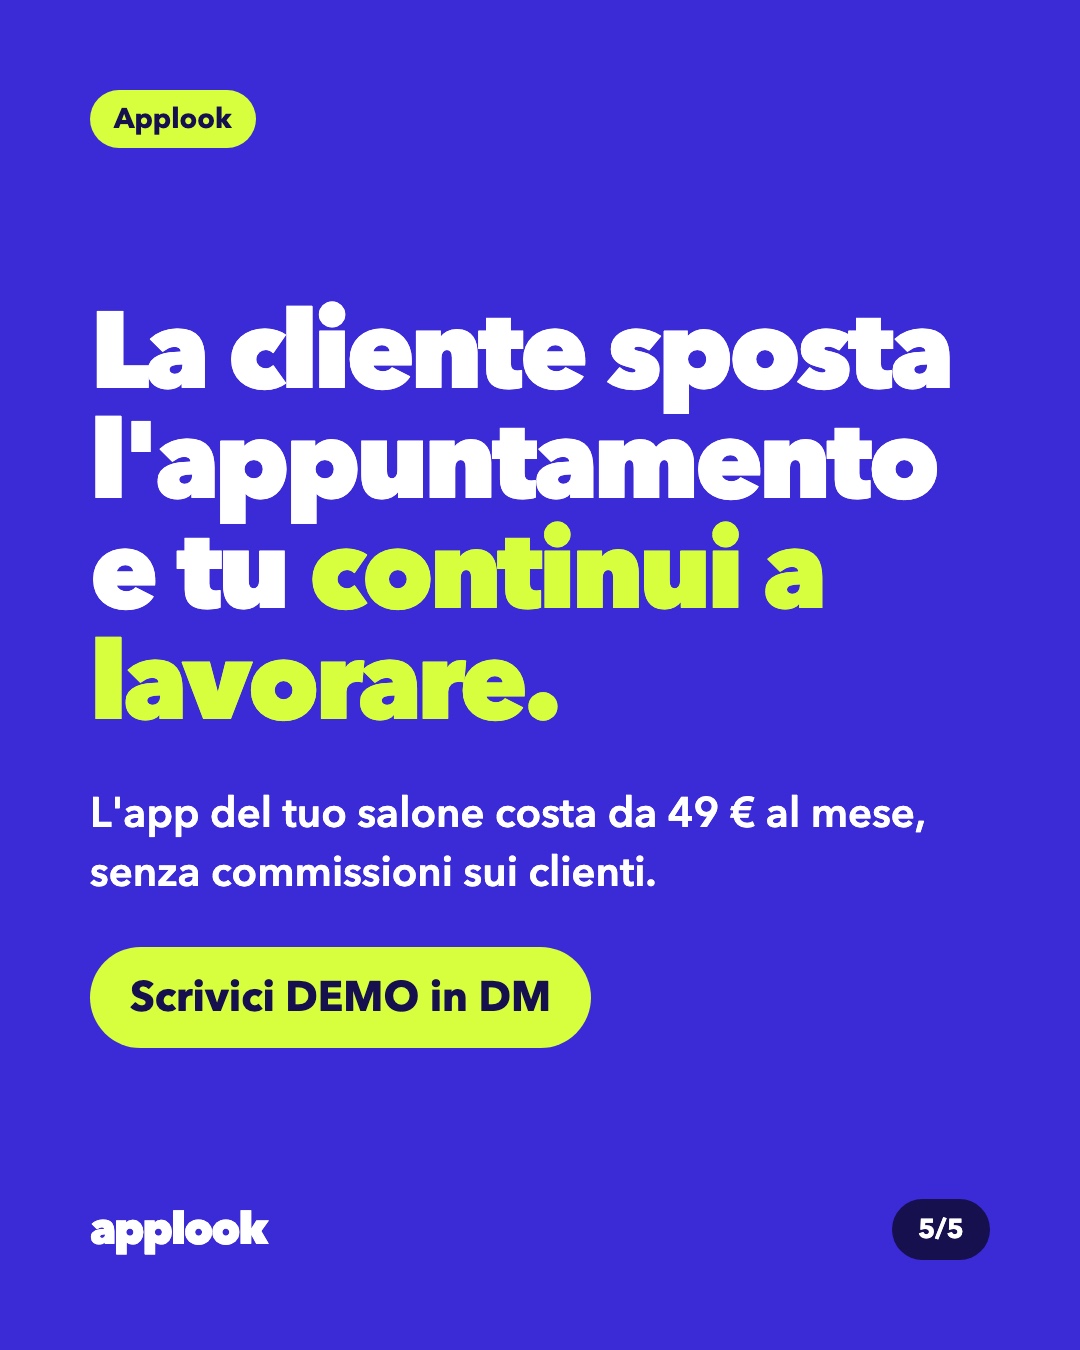 Applook
La cliente sposta
l'appuntamento
e tu continui a
lavorare.
L'app del tuo salone costa da 49 € al mese,
senza commissioni sui clienti.
Scrivici DEMO in DM
applook
5/5